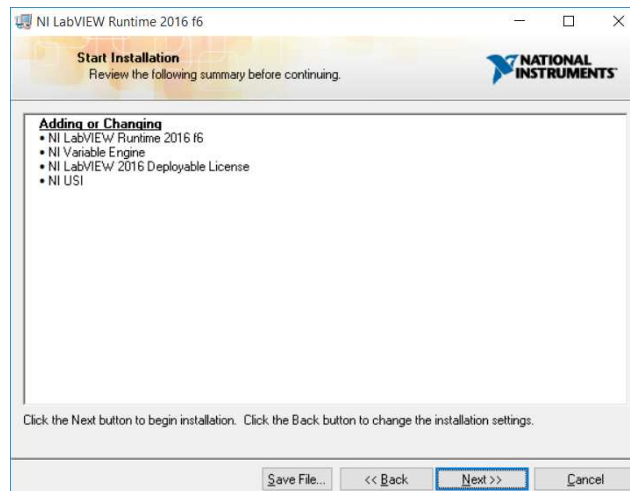 NI LabVIEW Runtime 2016 f6
Start Installation
Review the following summary before continuing.
NATIONAL
INSTRUMENTS
Adding or Changing
• NI LabVIEW Runtime 2016 f6
• NI Variable Engine
• NI LabVIEW 2016 Deployable License
• NI USI
Click the Next button to begin installation. Click the Back button to change the installation settings.
Save File... << Back Next >> Cancel